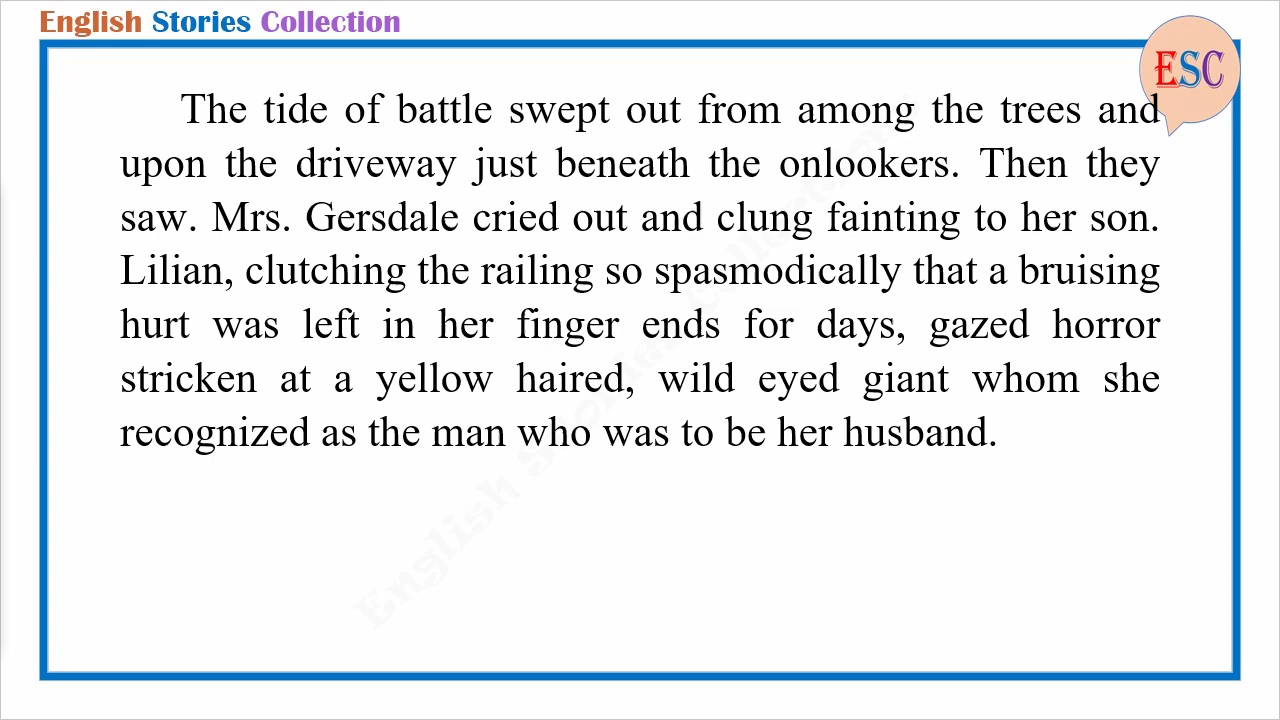 English Stories Collection
ESC
The tide of battle swept out from among the trees and
upon the driveway just beneath the onlookers. Then they
saw. Mrs. Gersdale cried out and clung fainting to her son.
Lilian, clutching the railing so spasmodically that a bruising
hurt was left in her finger ends for days, gazed horror
stricken at a yellow haired, wild eyed giant whom she
recognized as the man who was to be her husband.
English Stories Collection